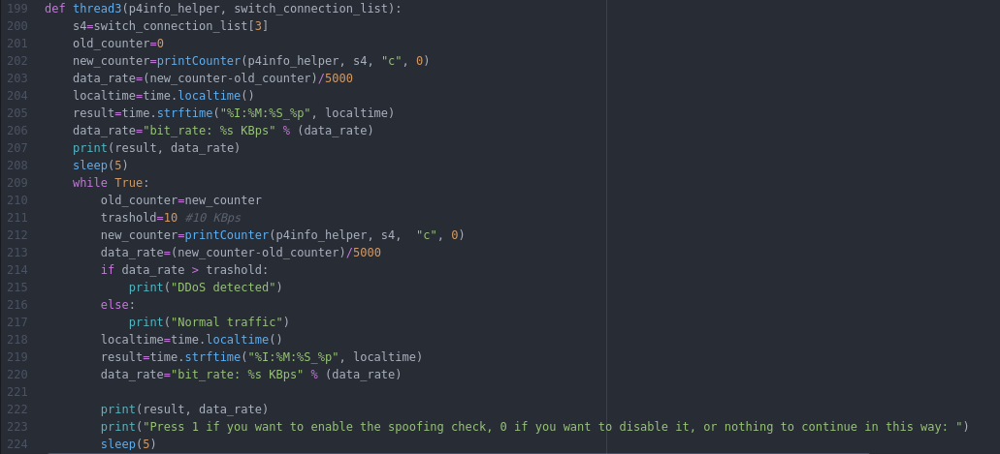 199 def thread3(p4info_helper, switch_connection_list):
200     s4=switch_connection_list[3]
201     old_counter=0
202     new_counter=printCounter(p4info_helper, s4, "c", 0)
203     data_rate=(new_counter-old_counter)/5000
204     localtime=time.localtime()
205     result=time.strftime("%I:%M:%S_%p", localtime)
206     data_rate="bit_rate: %s KBps" % (data_rate)
207     print(result, data_rate)
208     sleep(5)
209     while True:
210         old_counter=new_counter
211         trashold=10 #10 KBps
212         new_counter=printCounter(p4info_helper, s4,  "c", 0)
213         data_rate=(new_counter-old_counter)/5000
214         if data_rate > trashold:
215             print("DDoS detected")
216         else:
217             print("Normal traffic")
218         localtime=time.localtime()
219         result=time.strftime("%I:%M:%S_%p", localtime)
220         data_rate="bit_rate: %s KBps" % (data_rate)
221
222         print(result, data_rate)
223         print("Press 1 if you want to enable the spoofing check, 0 if you want to disable it, or nothing to continue in this way: ")
224         sleep(5)